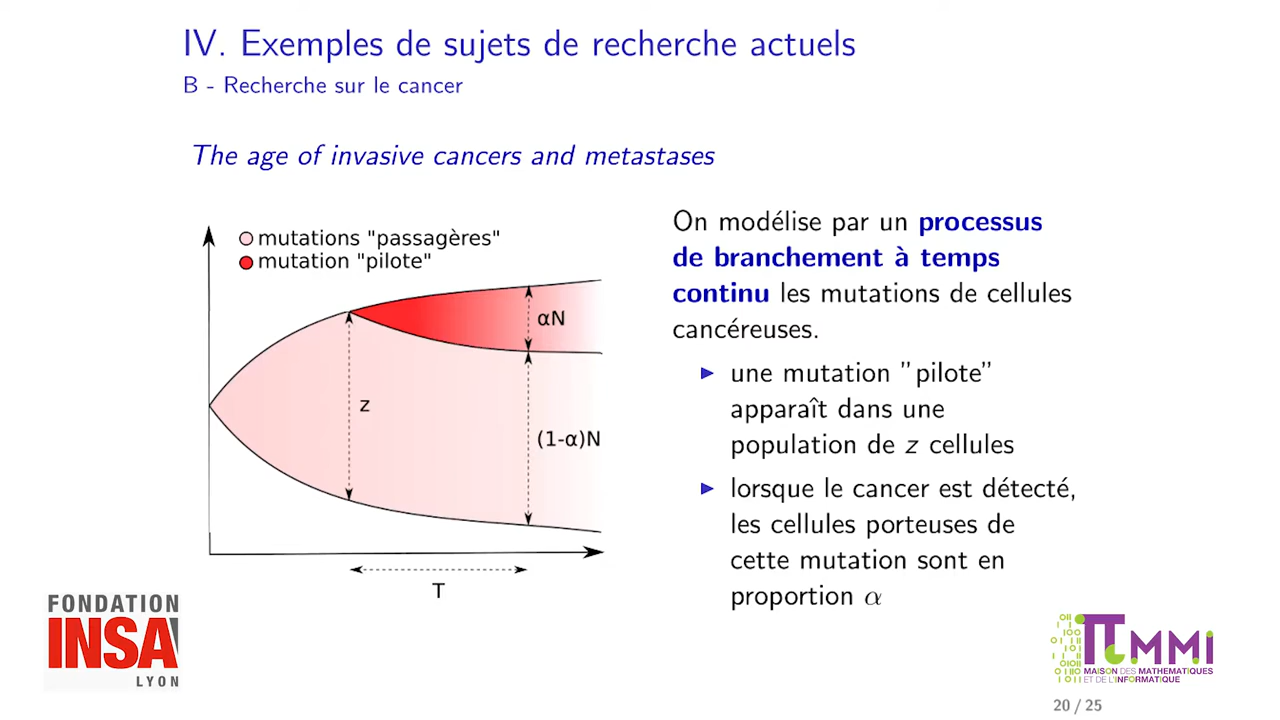 IV. Exemples de sujets de recherche actuels
B - Recherche sur le cancer
The age of invasive cancers and metastases
mutations "passagères"
mutation "pilote"
αN
z
(1-α)N
T
On modélise par un processus
de branchement à temps
continu les mutations de cellules
cancéreuses.
une mutation "pilote"
apparaît dans une
population de z cellules
lorsque le cancer est détecté,
les cellules porteuses de
cette mutation sont en
proportion α
FONDATION
INSA
LYON
MMI
MAISON DES MATHEMATIQUES
ET DE L'INFORMATIQUE
20 / 25